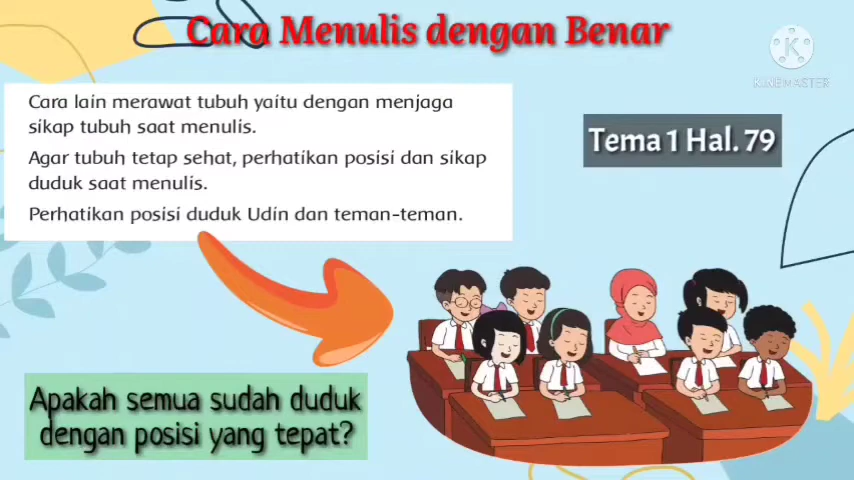 Cara Menulis dengan Benar
K
KINEMASTER
Cara lain merawat tubuh yaitu dengan menjaga
sikap tubuh saat menulis.
Agar tubuh tetap sehat, perhatikan posisi dan sikap
duduk saat menulis.
Perhatikan posisi duduk Udin dan teman-teman.
Tema 1 Hal. 79
Apakah semua sudah duduk
dengan posisi yang tepat?